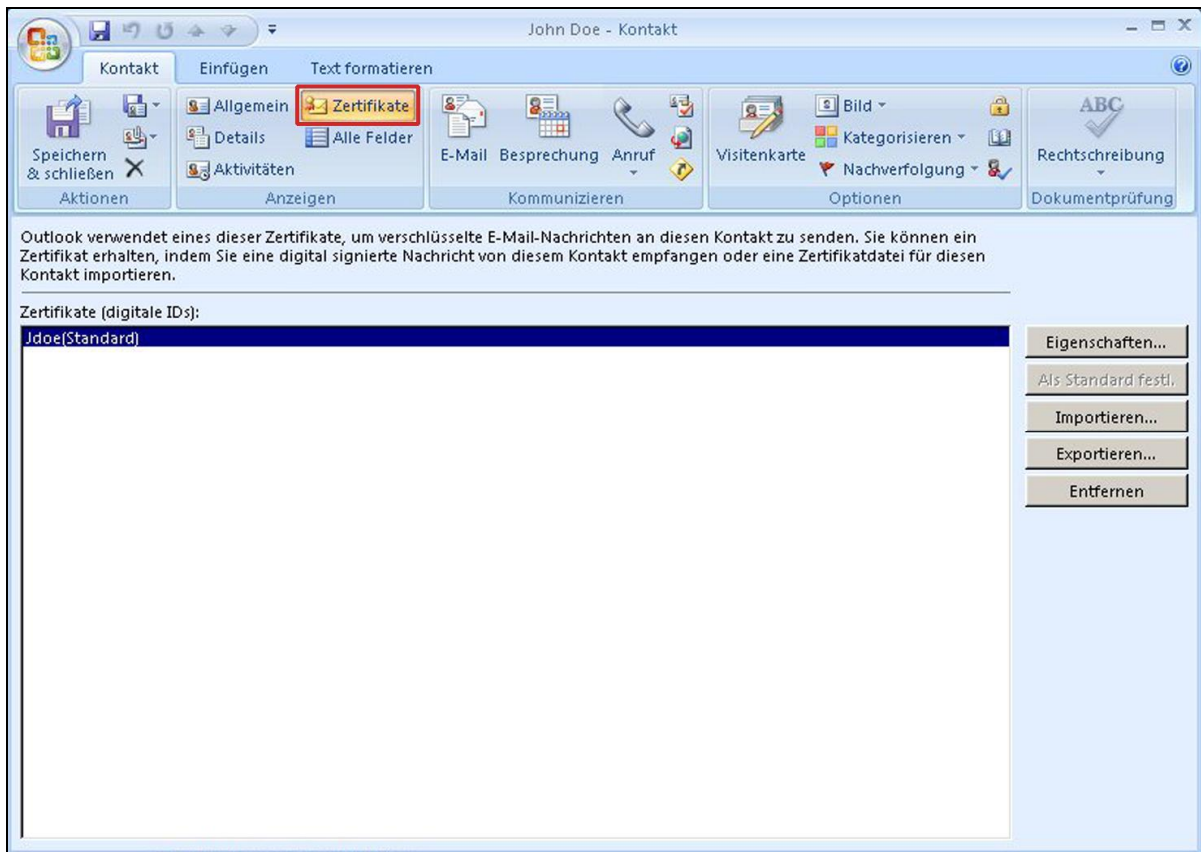 John Doe - Kontakt
Kontakt Einfügen Text formatieren
Allgemein Zertifikate Bild ABC
Details Alle Felder Kategorisieren
Speichern & schließen E-Mail Besprechung Anruf Visitenkarte Rechtschreibung
Aktivitäten Nachverfolgung
Aktionen Anzeigen Kommunizieren Optionen Dokumentprüfung
Outlook verwendet eines dieser Zertifikate, um verschlüsselte E-Mail-Nachrichten an diesen Kontakt zu senden. Sie können ein
Zertifikat erhalten, indem Sie eine digital signierte Nachricht von diesem Kontakt empfangen oder eine Zertifikatdatei für diesen
Kontakt importieren.
Zertifikate (digitale IDs):
Jdoe(Standard)
Eigenschaften...
Als Standard festl.
Importieren...
Exportieren...
Entfernen